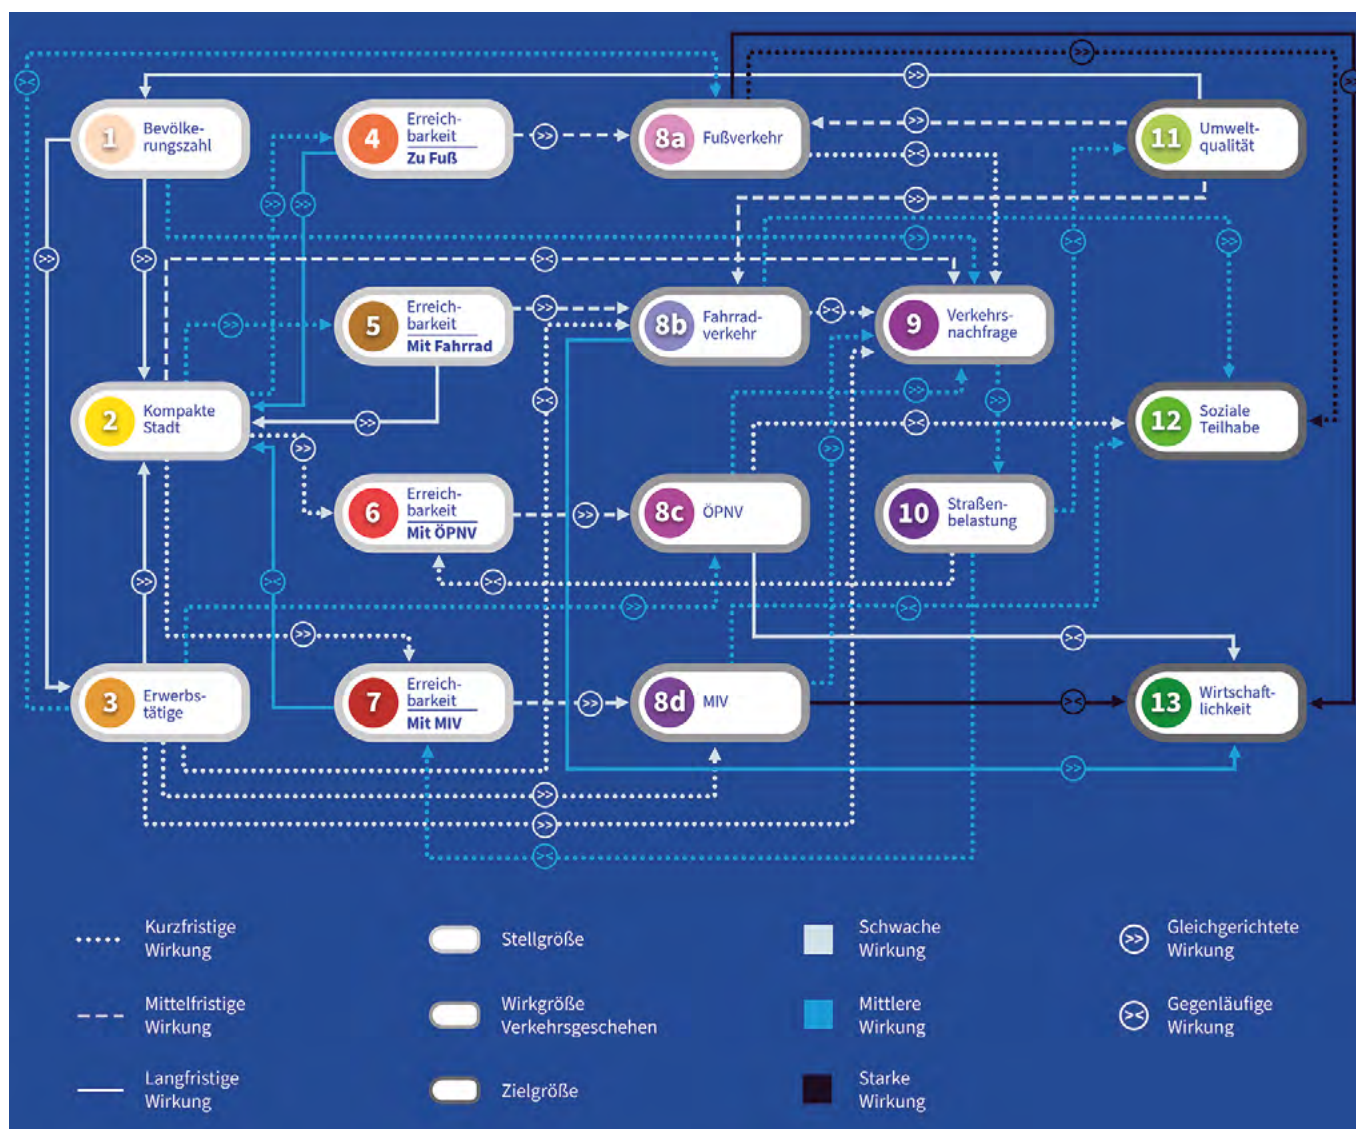 1
Bevölke-
rungszahl
4
Erreich-
barkeit
Zu Fuß
8a
Fußverkehr
11
Umwelt-
qualität
5
Erreich-
barkeit
Mit Fahrrad
8b
Fahrrad-
verkehr
9
Verkehrs-
nachfrage
2
Kompakte
Stadt
12
Soziale
Teilhabe
6
Erreich-
barkeit
Mit ÖPNV
8c
ÖPNV
10
Straßen-
belastung
3
Erwerbs-
tätige
7
Erreich-
barkeit
Mit MIV
8d
MIV
13
Wirtschaft-
lichkeit
Kurzfristige
Wirkung
Stellgröße
Schwache
Wirkung
>>
Gleichgerichtete
Wirkung
Mittelfristige
Wirkung
Wirkgröße
Verkehrsgeschehen
Mittlere
Wirkung
><
Gegenläufige
Wirkung
Langfristige
Wirkung
Zielgröße
Starke
Wirkung